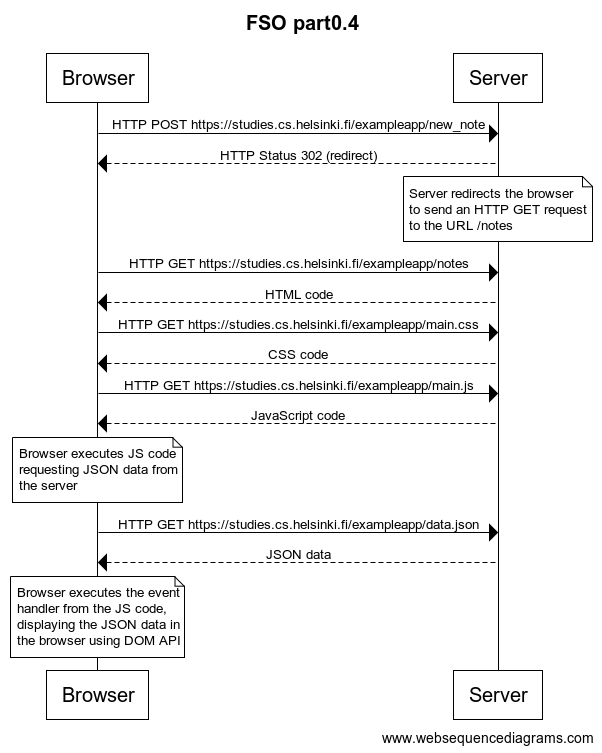 FSO part0.4
Browser
Server
HTTP POST https://studies.cs.helsinki.fi/exampleapp/new_note
HTTP Status 302 (redirect)
Server redirects the browser
to send an HTTP GET request
to the URL /notes
HTTP GET https://studies.cs.helsinki.fi/exampleapp/notes
HTML code
HTTP GET https://studies.cs.helsinki.fi/exampleapp/main.css
CSS code
HTTP GET https://studies.cs.helsinki.fi/exampleapp/main.js
JavaScript code
Browser executes JS code
requesting JSON data from
the server
HTTP GET https://studies.cs.helsinki.fi/exampleapp/data.json
JSON data
Browser executes the event
handler from the JS code,
displaying the JSON data in
the browser using DOM API
Browser
Server
www.websequencediagrams.com